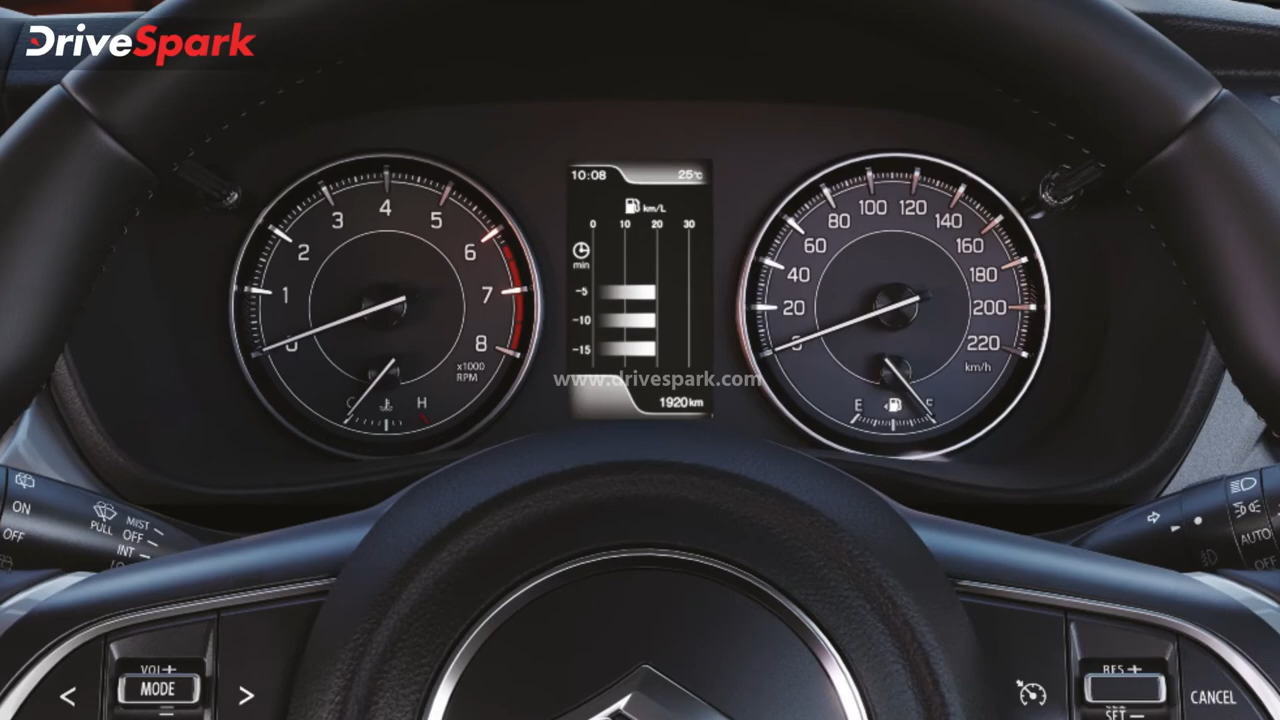 DriveSpark
10:08 25°C
km/L
0 10 20 30
min
-5
-10
-15
1920km
www.drivespark.com
0 1 2 3 4 5 6 7 8
x1000
RPM
C H
0 20 40 60 80 100 120 140 160 180 200 220
km/h
E F
ON
OFF
PULL
MIST
OFF
INT
AUTO
OFF
VOL+
MODE
−
< >
RES+
SET−
CANCEL